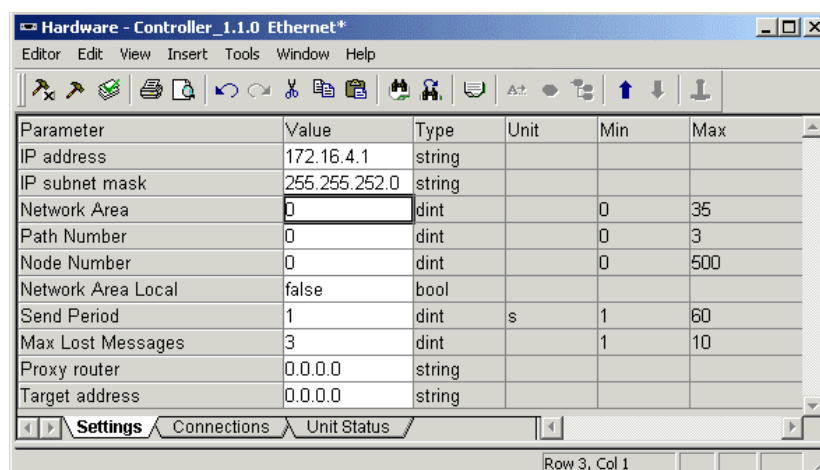 Hardware - Controller_1.1.0 Ethernet*
Editor Edit View Insert Tools Window Help
Parameter Value Type Unit Min Max
IP address 172.16.4.1 string
IP subnet mask 255.255.252.0 string
Network Area 0 dint 0 35
Path Number 0 dint 0 3
Node Number 0 dint 0 500
Network Area Local false bool
Send Period 1 dint s 1 60
Max Lost Messages 3 dint 1 10
Proxy router 0.0.0.0 string
Target address 0.0.0.0 string
Settings Connections Unit Status
Row 3, Col 1